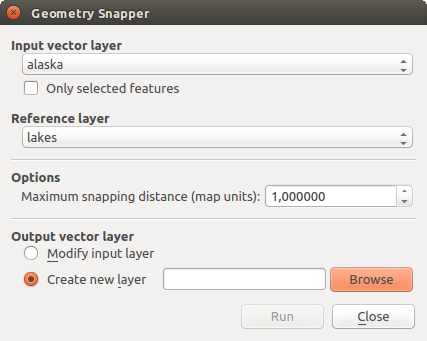 Geometry Snapper
Input vector layer
alaska
Only selected features
Reference layer
lakes
Options
Maximum snapping distance (map units): 1,000000
Output vector layer
Modify input layer
Create new layer Browse
Run Close